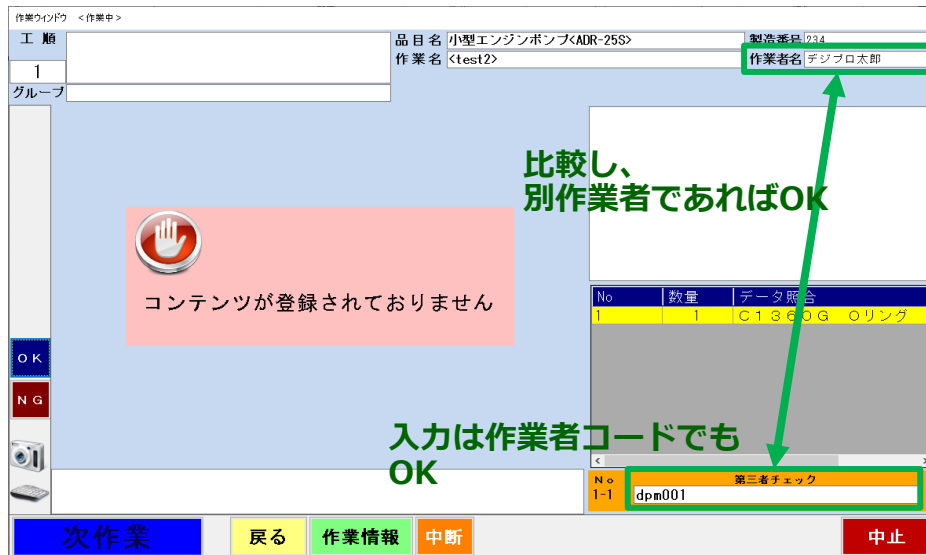 作業ウィンドウ <作業中>
工 順
品 目 名 小型エンジンポンプ<ADR-25S>
製造番号 234
1
作 業 名 <test2>
作業者名 デジプロ太郎
グループ
比較し、
別作業者であればOK
コンテンツが登録されておりません
No 数量 データ照合
1 1 C1360G Oリング
OK
NG
入力は作業者コードでも
OK
No 第三者チェック
1-1 dpm001
次作業 戻る 作業情報 中断 中止